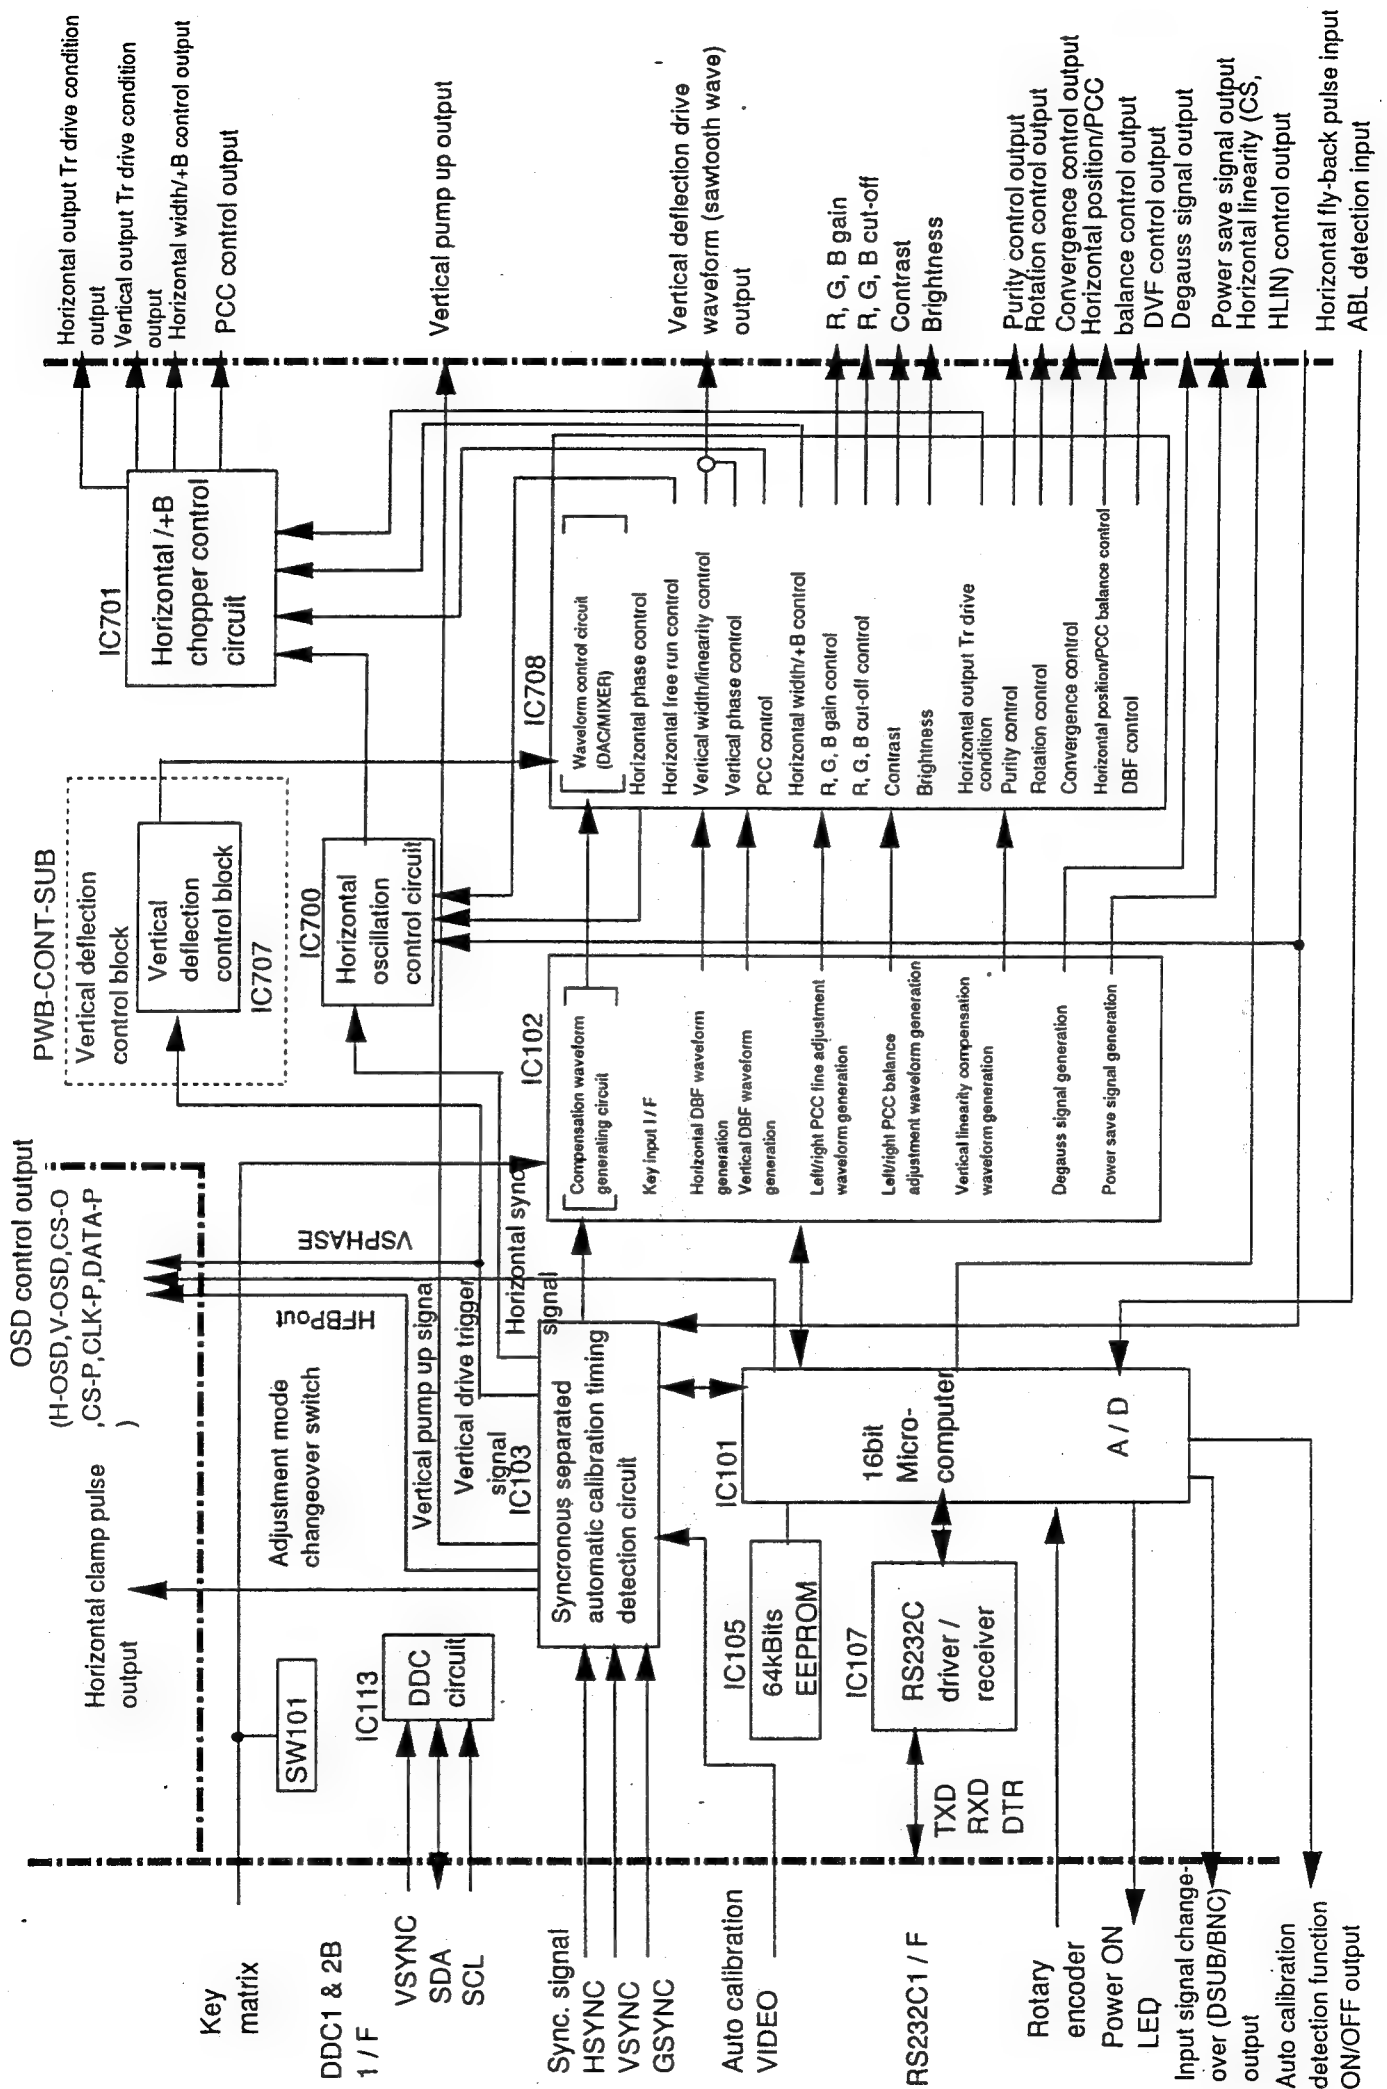 OSD control output
(H-OSD,V-OSD,CS-O
,CS-P,CLK-P,DATA-P
)
Horizontal clamp pulse
output
Key
matrix
SW101
Adjustment mode
changeover switch
HFBPout
VSPHASE
DDC1 & 2B
1 / F
VSYNC
SDA
SCL
IC113
DDC
circuit
Vertical pump up signal
Vertical drive trigger
signal
Horizontal sync
signal
PWB-CONT-SUB
Vertical deflection
control block
Vertical
deflection
control block
IC707
IC700
Horizontal
oscillation
control circuit
IC701
Horizontal /+B
chopper control
circuit
Horizontal output Tr drive condition
output
Vertical output Tr drive condition
output
Horizontal width/+B control output
PCC control output
Vertical pump up output
Sync. signal
HSYNC
VSYNC
GSYNC
Auto calibration
VIDEO
IC103
Syncronous separated
automatic calibration timing
detection circuit
IC102
Compensation waveform
generating circuit
Key input I / F
Horizontal DBF waveform
generation
Vertical DBF waveform
generation
Left/right PCC fine adjustment
waveform generation
Left/right PCC balance
adjustment waveform generation
Vertical linearity compensation
waveform generation
Degauss signal generation
Power save signal generation
IC708
Waveform control circuit
(DAC/MIXER)
Horizontal phase control
Horizontal free run control
Vertical width/linearity control
Vertical phase control
PCC control
Horizontal width/+B control
R, G, B gain control
R, G, B cut-off control
Contrast
Brightness
Horizontal output Tr drive
condition
Purity control
Rotation control
Convergence control
Horizontal position/PCC balance control
DBF control
Vertical deflection drive
waveform (sawtooth wave)
output
R, G, B gain
R, G, B cut-off
Contrast
Brightness
Purity control output
Rotation control output
Convergence control output
Horizontal position/PCC
balance control output
DVF control output
Degauss signal output
Power save signal output
Horizontal linearity (CS,
HLIN) control output
Horizontal fly-back pulse input
ABL detection input
IC101
16bit
Micro-
computer
A / D
IC105
64kBits
EEPROM
IC107
RS232C
driver /
receiver
RS232C1 / F
TXD
RXD
DTR
Rotary
encoder
Power ON
LED
Input signal change-
over (DSUB/BNC)
output
Auto calibration
detection function
ON/OFF output